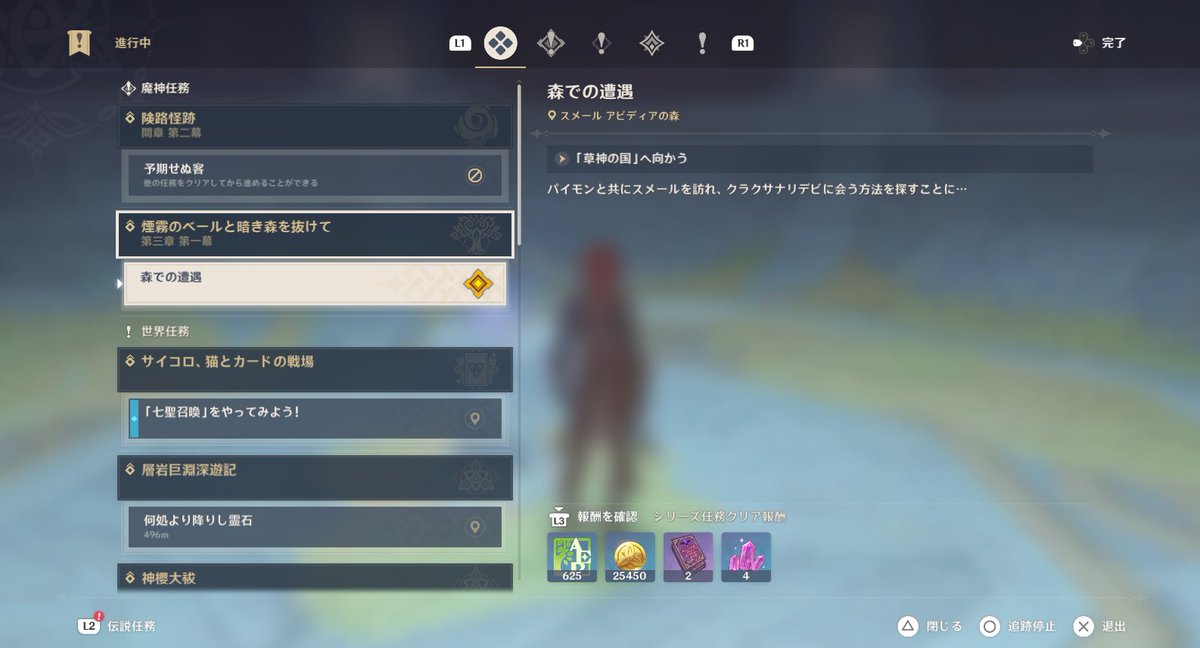 進行中
L1
R1
完了
魔神任務
険路怪跡
間章 第二幕
予期せぬ客
他の任務をクリアしてから進めることができる
煙霧のベールと暗き森を抜けて
第三章 第一幕
森での遭遇
世界任務
サイコロ、猫とカードの戦場
「七聖召喚」をやってみよう!
層岩巨淵深遊記
何処より降りし霊石
496m
神櫻大祓
L2
伝説任務
森での遭遇
スメール アビディアの森
「草神の国」へ向かう
パイモンと共にスメールを訪れ、クラクサナリデビに会う方法を探すことに…
L3
報酬を確認
シリーズ任務クリア報酬
625
25450
2
4
閉じる
追跡停止
退出